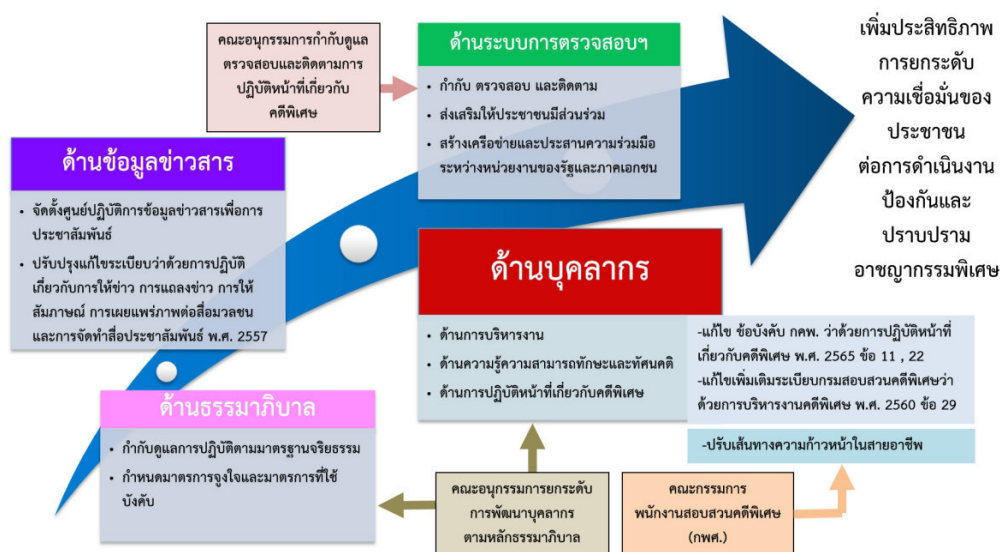 คณะอนุกรรมการกำกับดูแล
ตรวจสอบและติดตามการ
ปฏิบัติหน้าที่เกี่ยวกับ
คดีพิเศษ
ด้านระบบการตรวจสอบฯ
• กำกับ ตรวจสอบ และติดตาม
• ส่งเสริมให้ประชาชนมีส่วนร่วม
• สร้างเครือข่ายและประสานความร่วมมือ
ระหว่างหน่วยงานของรัฐและภาคเอกชน
เพิ่มประสิทธิภาพ
การยกระดับ
ความเชื่อมั่นของ
ประชาชน
ต่อการดำเนินงาน
ป้องกันและ
ปราบปราม
อาชญากรรมพิเศษ
ด้านข้อมูลข่าวสาร
• จัดตั้งศูนย์ปฏิบัติการข้อมูลข่าวสารเพื่อการ
ประชาสัมพันธ์
• ปรับปรุงแก้ไขระเบียบว่าด้วยการปฏิบัติ
เกี่ยวกับการให้ข่าว การแถลงข่าว การให้
สัมภาษณ์ การเผยแพร่ภาพต่อสื่อมวลชน
และการจัดทำสื่อประชาสัมพันธ์ พ.ศ. 2557
ด้านบุคลากร
• ด้านการบริหารงาน
• ด้านความรู้ความสามารถทักษะและทัศนคติ
• ด้านการปฏิบัติหน้าที่เกี่ยวกับคดีพิเศษ
-แก้ไข ข้อบังคับ กคพ. ว่าด้วยการปฏิบัติหน้าที่
เกี่ยวกับคดีพิเศษ พ.ศ. 2565 ข้อ 11 , 22
-แก้ไขเพิ่มเติมระเบียบกรมสอบสวนคดีพิเศษว่า
ด้วยการบริหารงานคดีพิเศษ พ.ศ. 2560 ข้อ 29
-ปรับเส้นทางความก้าวหน้าในสายอาชีพ
ด้านธรรมาภิบาล
• กำกับดูแลการปฏิบัติตามมาตรฐานจริยธรรม
• กำหนดมาตรการจูงใจและมาตรการที่ใช้
บังคับ
คณะอนุกรรมการยกระดับ
การพัฒนาบุคลากร
ตามหลักธรรมาภิบาล
คณะกรรมการ
พนักงานสอบสวนคดีพิเศษ
(กพศ.)